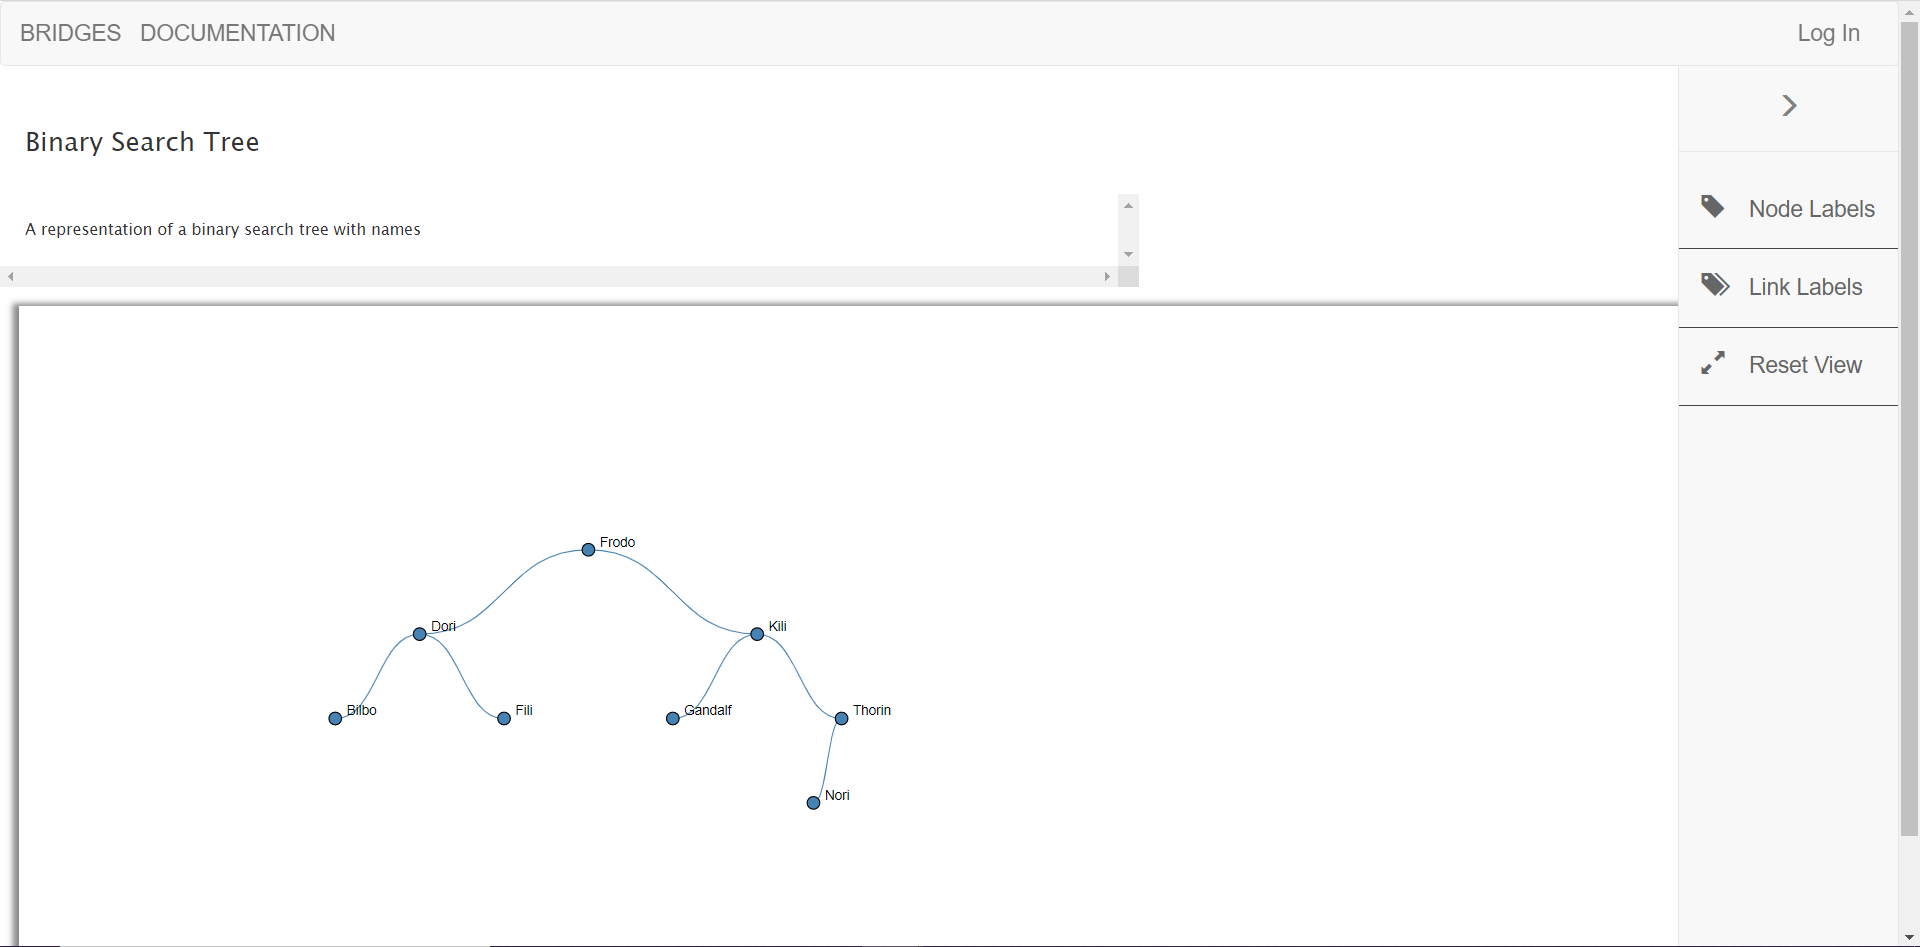 BRIDGES DOCUMENTATION Log In
Binary Search Tree
A representation of a binary search tree with names
Node Labels
Link Labels
Reset View
Frodo
Dori
Kili
Bilbo
Fili
Gandalf
Thorin
Nori